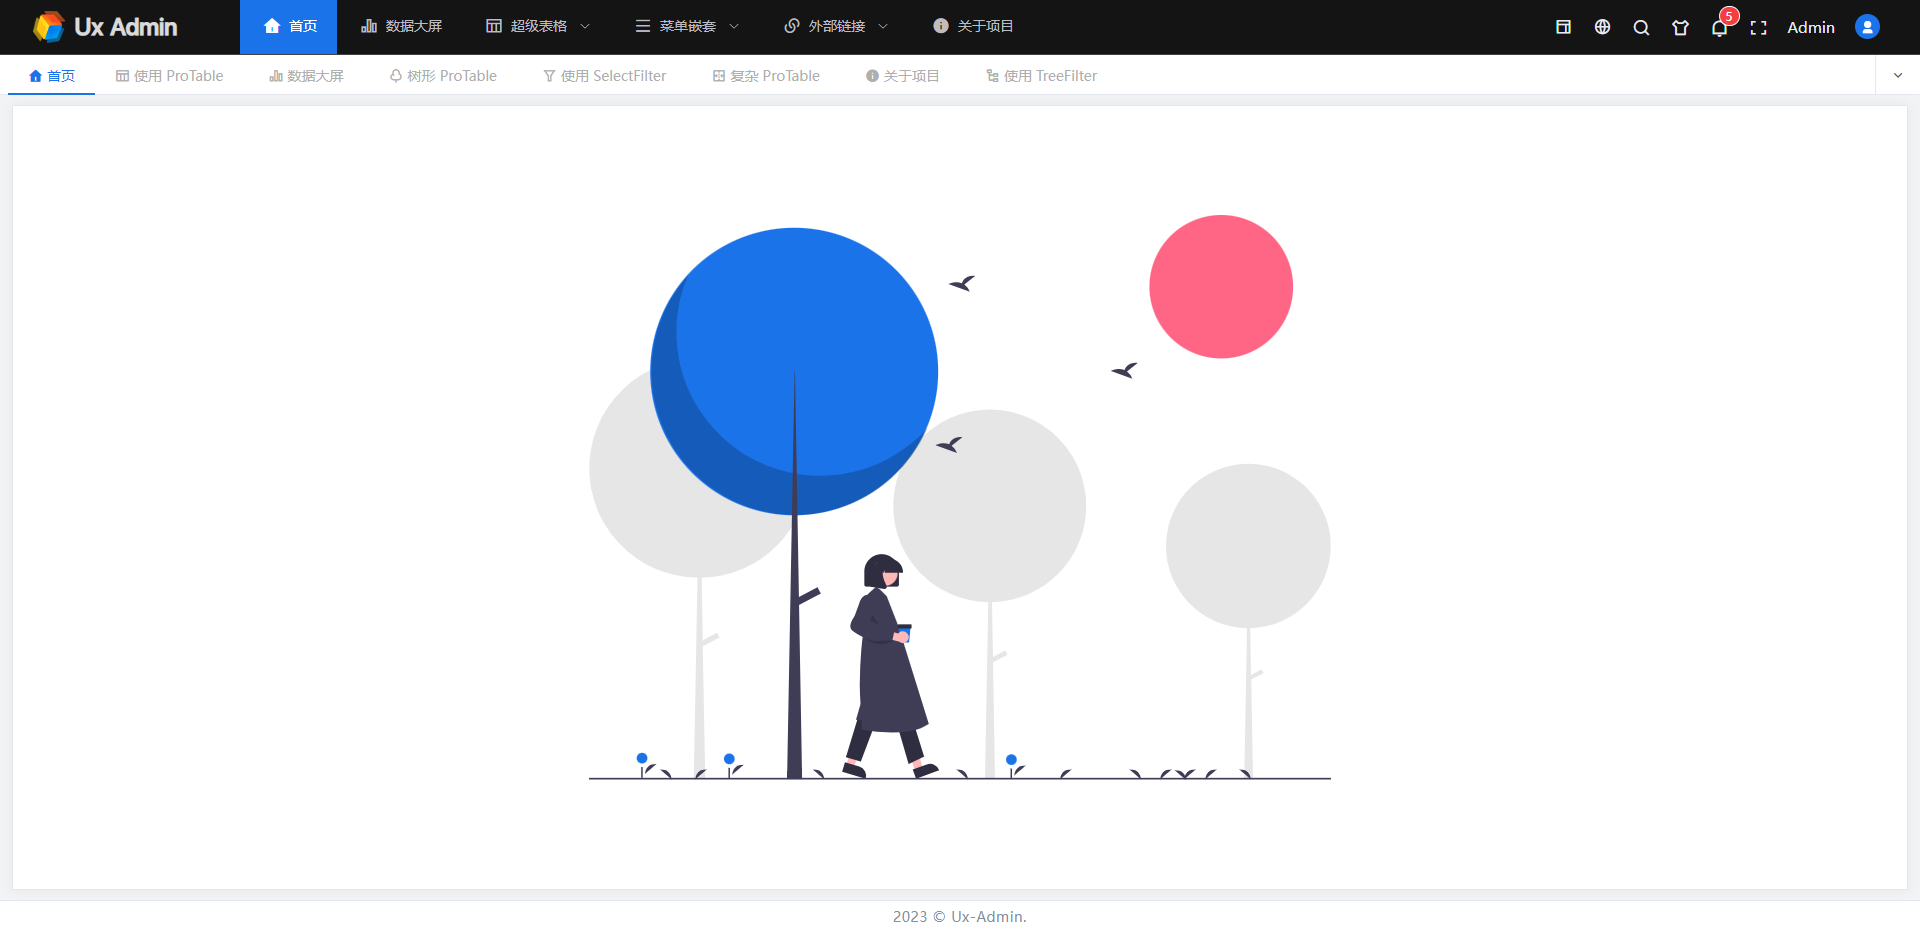 Ux Admin 首页 数据大屏 超级表格 菜单嵌套 外部链接 关于项目 5 Admin
首页 使用 ProTable 数据大屏 树形 ProTable 使用 SelectFilter 复杂 ProTable 关于项目 使用 TreeFilter
2023 © Ux-Admin.